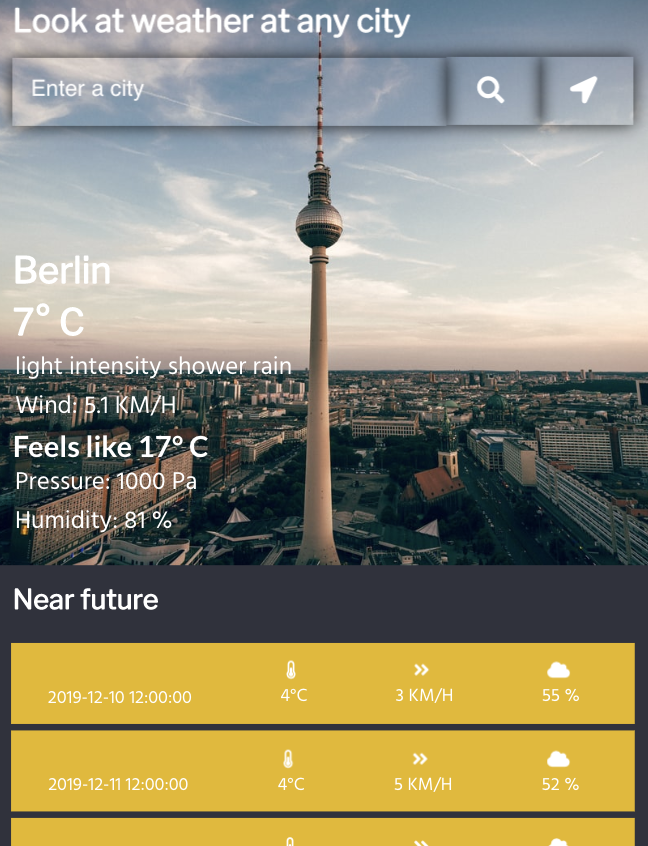 Look at weather at any city
Enter a city
Berlin
7° C
light intensity shower rain
Wind: 5.1 KM/H
Feels like 17° C
Pressure: 1000 Pa
Humidity: 81 %
Near future
2019-12-10 12:00:00 4°C 3 KM/H 55 %
2019-12-11 12:00:00 4°C 5 KM/H 52 %